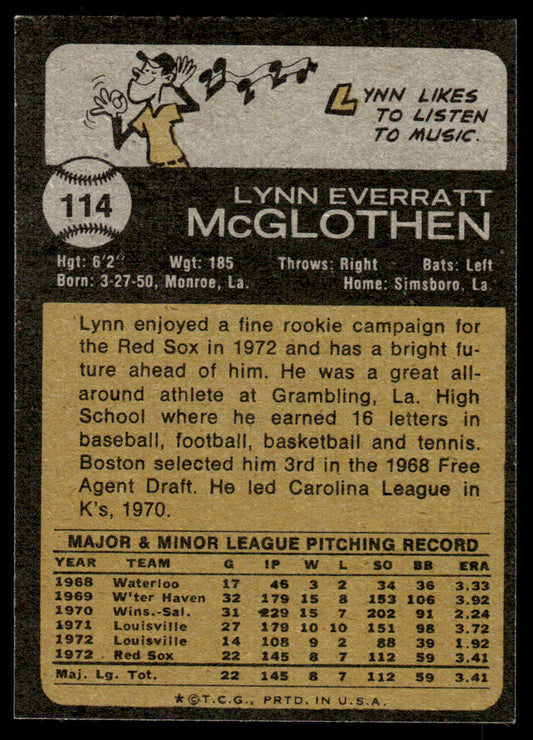 LYNN LIKES
TO LISTEN
TO MUSIC.
114
LYNN EVERRATT
McGLOTHEN
Hgt: 6'2" Wgt: 185 Throws: Right Bats: Left
Born: 3-27-50, Monroe, La. Home: Simsboro, La.
Lynn enjoyed a fine rookie campaign for
the Red Sox in 1972 and has a bright fu-
ture ahead of him. He was a great all-
around athlete at Grambling, La. High
School where he earned 16 letters in
baseball, football, basketball and tennis.
Boston selected him 3rd in the 1968 Free
Agent Draft. He led Carolina League in
K's, 1970.
MAJOR & MINOR LEAGUE PITCHING RECORD
YEAR TEAM G IP W L SO BB ERA
1968 Waterloo 17 46 3 2 34 36 3.33
1969 W'ter Haven 32 179 15 8 153 106 3.92
1970 Wins.-Sal. 31 229 15 7 202 91 2.24
1971 Louisville 27 179 10 10 151 98 3.72
1972 Louisville 14 108 9 2 88 39 1.92
1972 Red Sox 22 145 8 7 112 59 3.41
Maj. Lg. Tot. 22 145 8 7 112 59 3.41
★©T.C.G., PRTD. IN U.S.A.